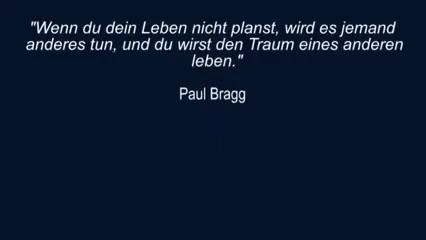 "Wenn du dein Leben nicht planst, wird es jemand
anderes tun, und du wirst den Traum eines anderen
leben."
Paul Bragg